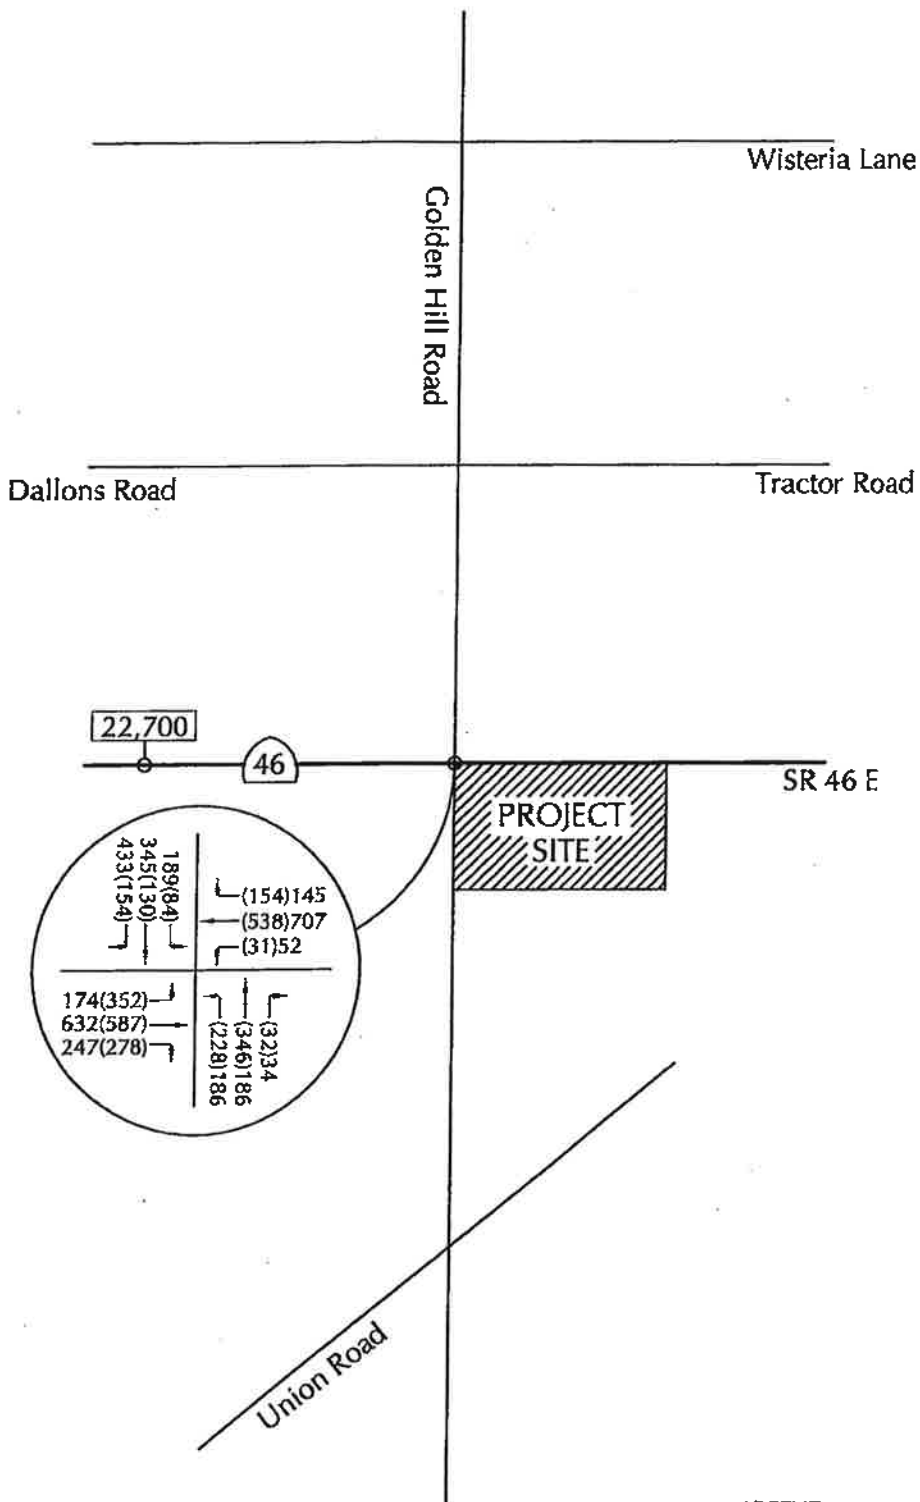 Wisteria Lane
Golden Hill Road
Dallons Road
Tractor Road
22,700
46
SR 46 E
PROJECT
SITE
433(154)
345(130)
189(84)
(154)145
(538)707
(31)52
174(352)
632(587)
247(278)
(228)186
(346)186
(32)34
Union Road